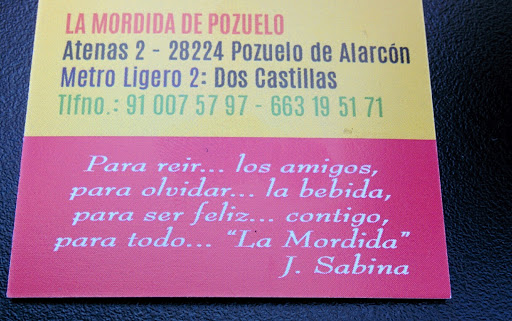 LA MORDIDA DE POZUELO
Atenas 2 - 28224 Pozuelo de Alarcón
Metro Ligero 2: Dos Castillas
Tlfno.: 91 007 57 97 - 663 19 51 71
Para reir... los amigos,
para olvidar... la bebida,
para ser feliz... contigo,
para todo... “La Mordida”
J. Sabina